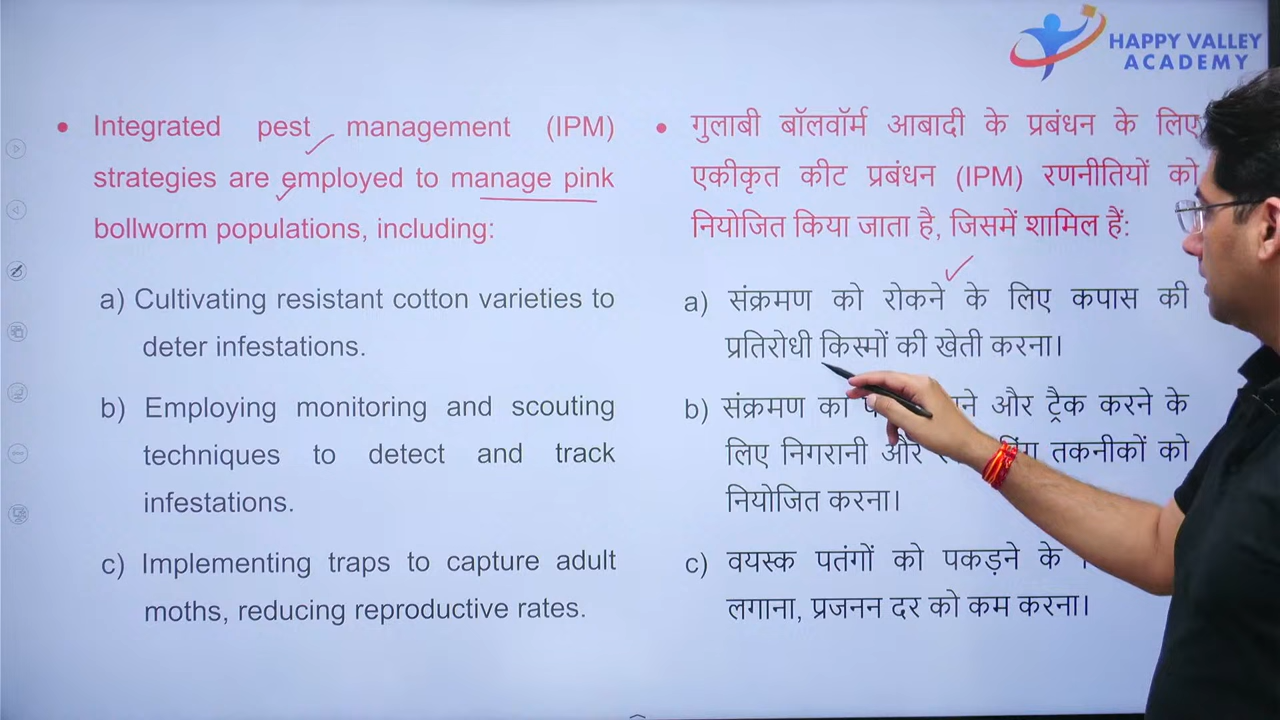 HAPPY VALLEY
ACADEMY
• Integrated pest management (IPM)
strategies are employed to manage pink
bollworm populations, including:
a) Cultivating resistant cotton varieties to
deter infestations.
b) Employing monitoring and scouting
techniques to detect and track
infestations.
c) Implementing traps to capture adult
moths, reducing reproductive rates.
• गुलाबी बॉलवॉर्म आबादी के प्रबंधन के लिए
एकीकृत कीट प्रबंधन (IPM) रणनीतियों को
नियोजित किया जाता है, जिसमें शामिल हैं:
a) संक्रमण को रोकने के लिए कपास की
प्रतिरोधी किस्मों की खेती करना।
b) संक्रमण का और ट्रैक करने के
लिए निगरानी और तकनीकों को
नियोजित करना।
c) वयस्क पतंगों को पकड़ने के
लगाना, प्रजनन दर को कम करना।